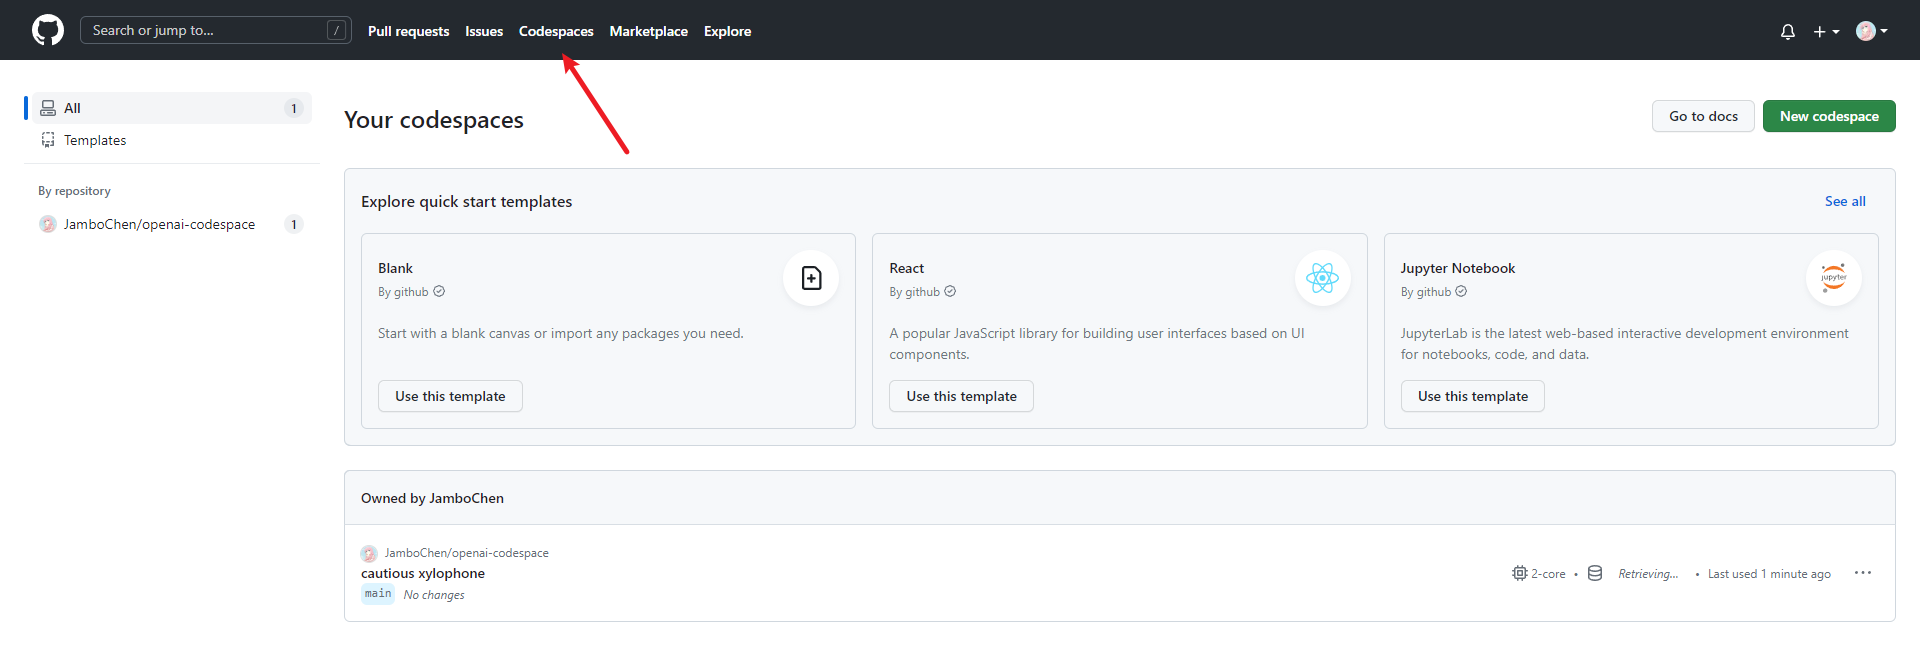 Search or jump to... /
Pull requests Issues Codespaces Marketplace Explore
All 1
Templates
By repository
JamboChen/openai-codespace 1
Your codespaces
Go to docs New codespace
Explore quick start templates
See all
Blank
By github
Start with a blank canvas or import any packages you need.
Use this template
React
By github
A popular JavaScript library for building user interfaces based on UI
components.
Use this template
Jupyter Notebook
By github
jupyter
JupyterLab is the latest web-based interactive development environment
for notebooks, code, and data.
Use this template
Owned by JamboChen
JamboChen/openai-codespace
cautious xylophone
main No changes
2-core • Retrieving... • Last used 1 minute ago